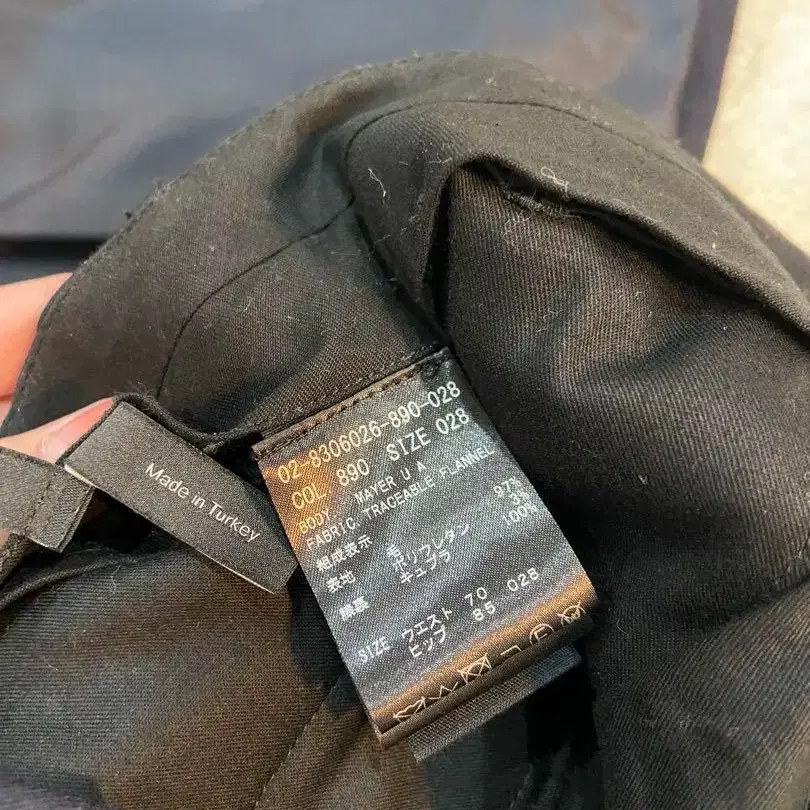 02-8306026-890-028
COL 890 SIZE 028
BODY MAYER U A
FABRIC TRACEABLE FLANNEL
組成表示
表地 毛 97%
ポリウレタン 3%
膝裏 キュプラ 100%
SIZE ウエスト 70 028
ヒップ 85
Made in Turkey